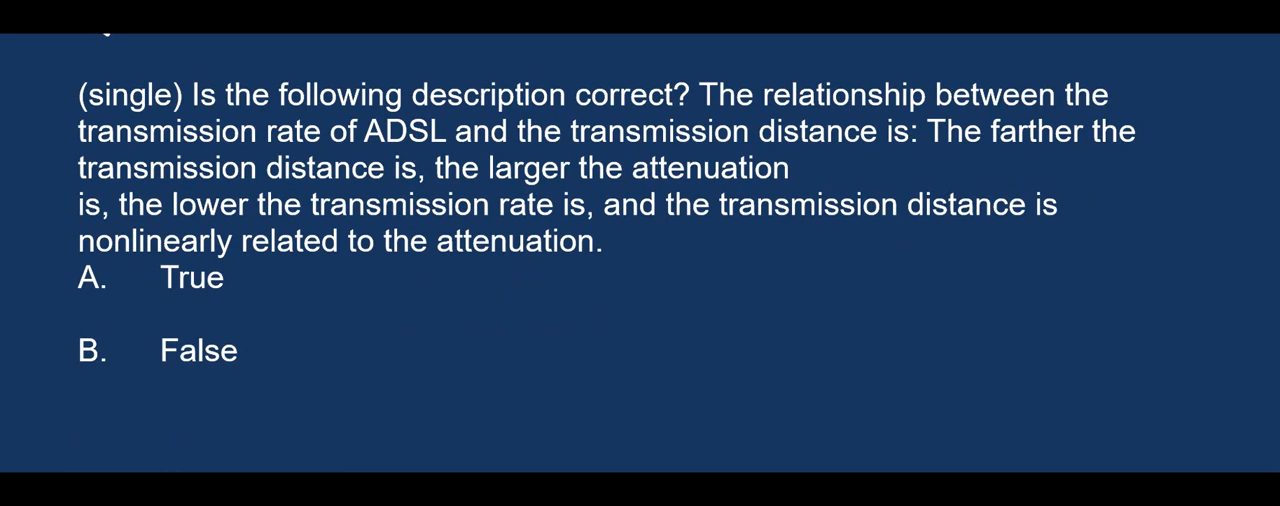 (single) Is the following description correct? The relationship between the
transmission rate of ADSL and the transmission distance is: The farther the
transmission distance is, the larger the attenuation
is, the lower the transmission rate is, and the transmission distance is
nonlinearly related to the attenuation.
A. True
B. False